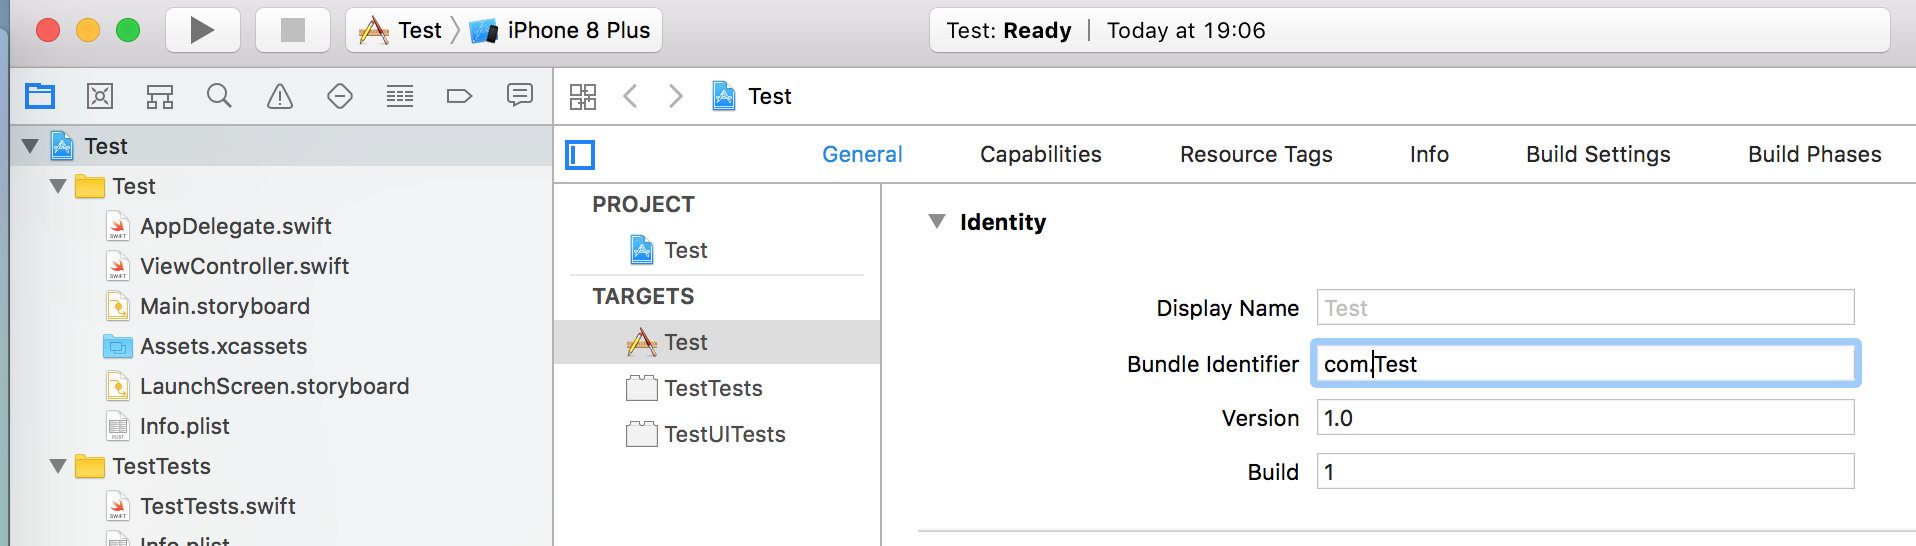 Test iPhone 8 Plus
Test: Ready Today at 19:06
Test
General Capabilities Resource Tags Info Build Settings Build Phases
Test
Test
AppDelegate.swift
ViewController.swift
Main.storyboard
Assets.xcassets
LaunchScreen.storyboard
Info.plist
TestTests
TestTests.swift
Info.plist
PROJECT
Test
TARGETS
Test
TestTests
TestUITests
Identity
Display Name Test
Bundle Identifier com.Test
Version 1.0
Build 1